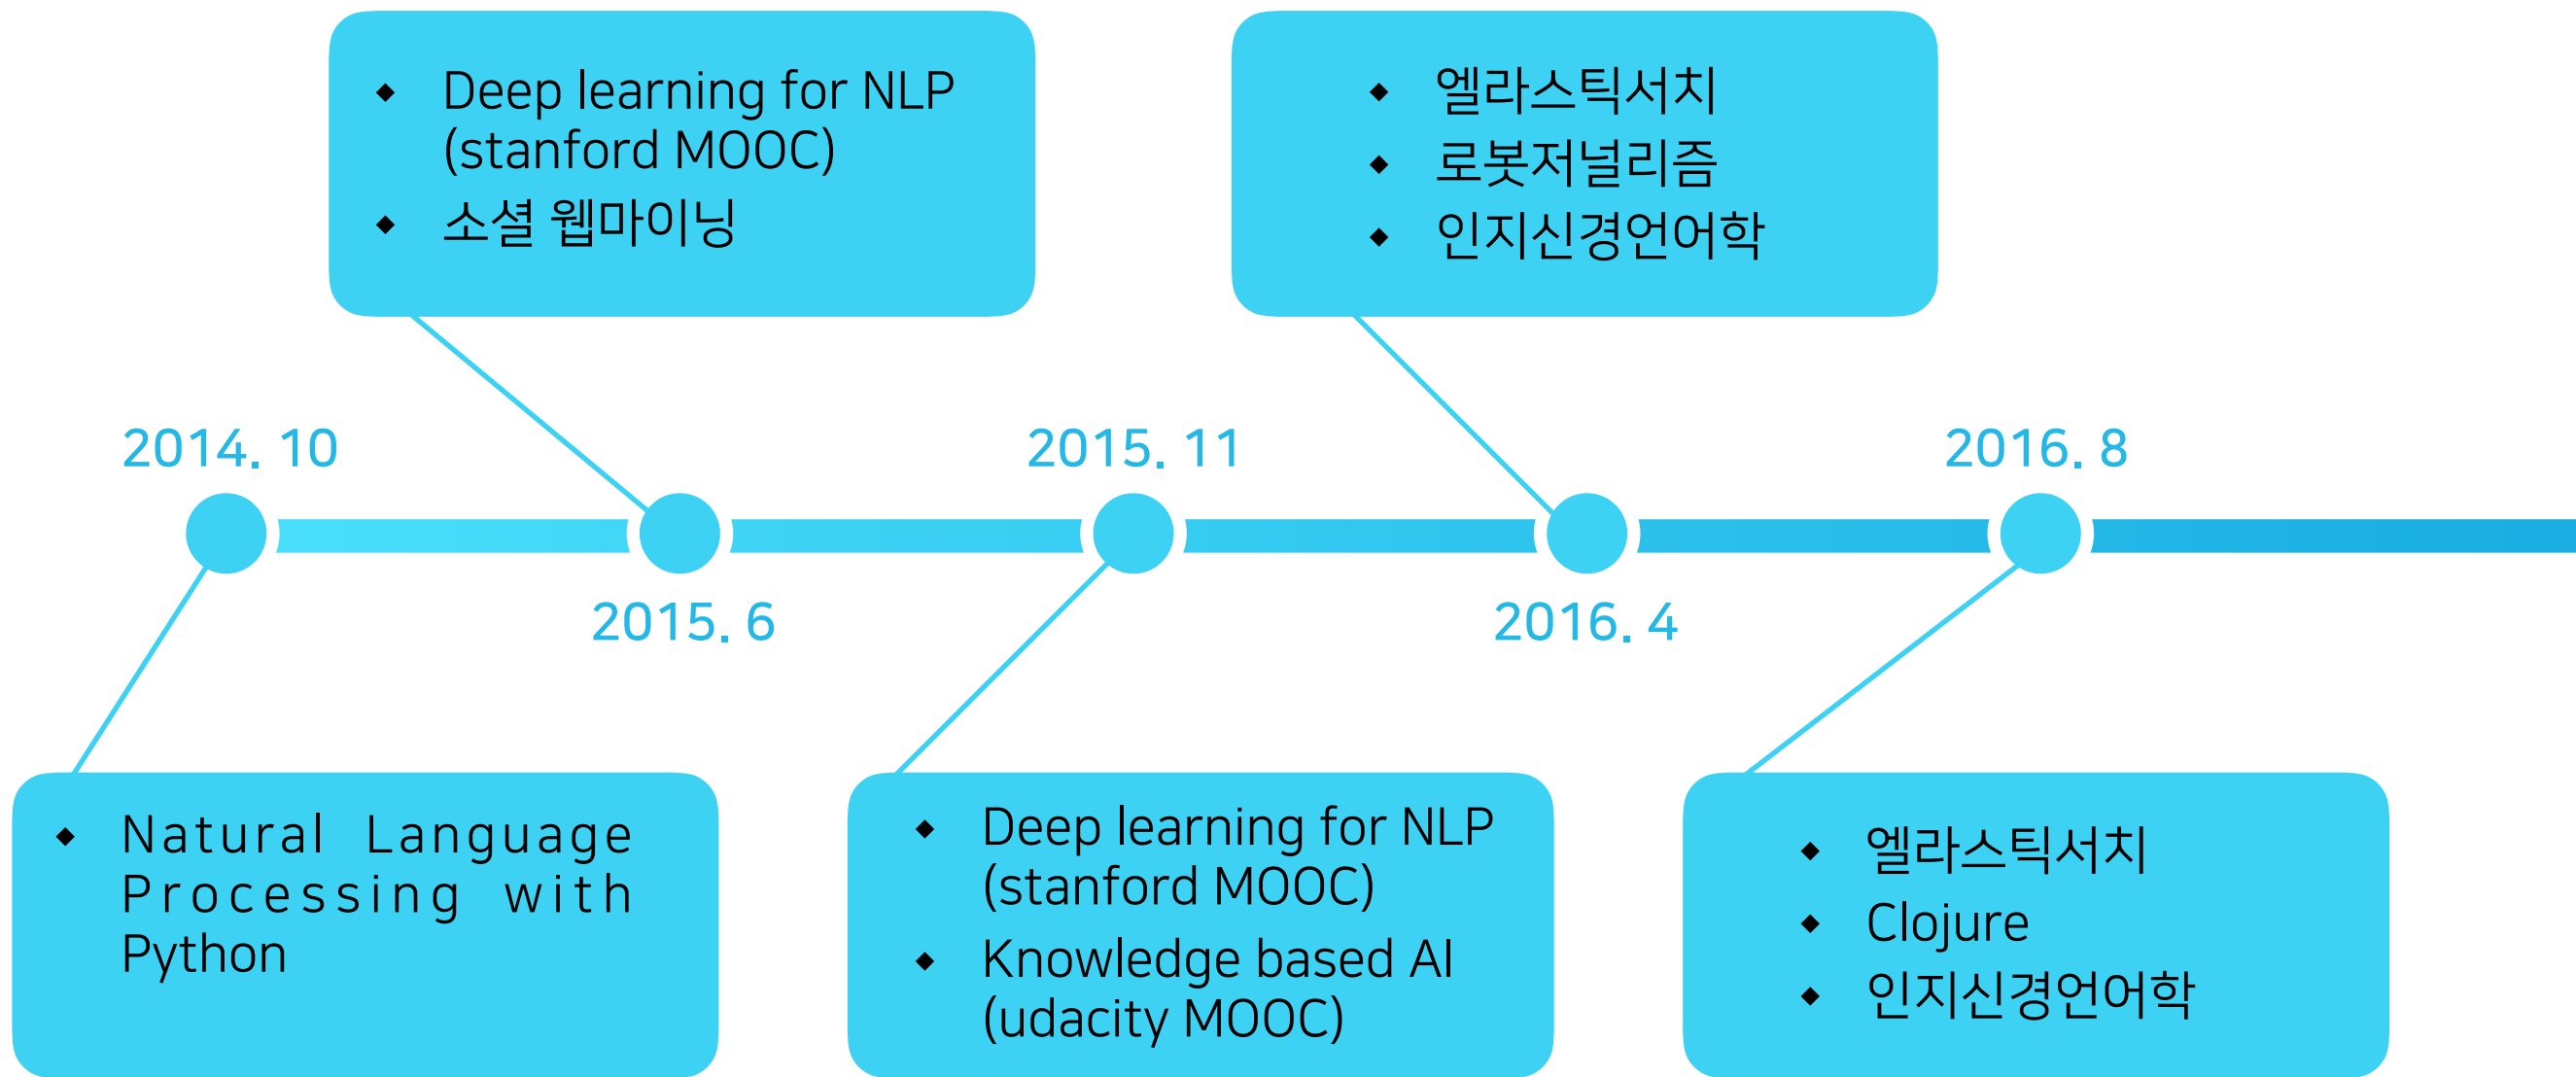 ◆ Deep learning for NLP
(stanford MOOC)
◆ 소셜 웹마이닝
◆ 엘라스틱서치
◆ 로봇저널리즘
◆ 인지신경언어학
2014. 10
2015. 11
2016. 8
2015. 6
2016. 4
◆ Natural Language
Processing with
Python
◆ Deep learning for NLP
(stanford MOOC)
◆ Knowledge based AI
(udacity MOOC)
◆ 엘라스틱서치
◆ Clojure
◆ 인지신경언어학